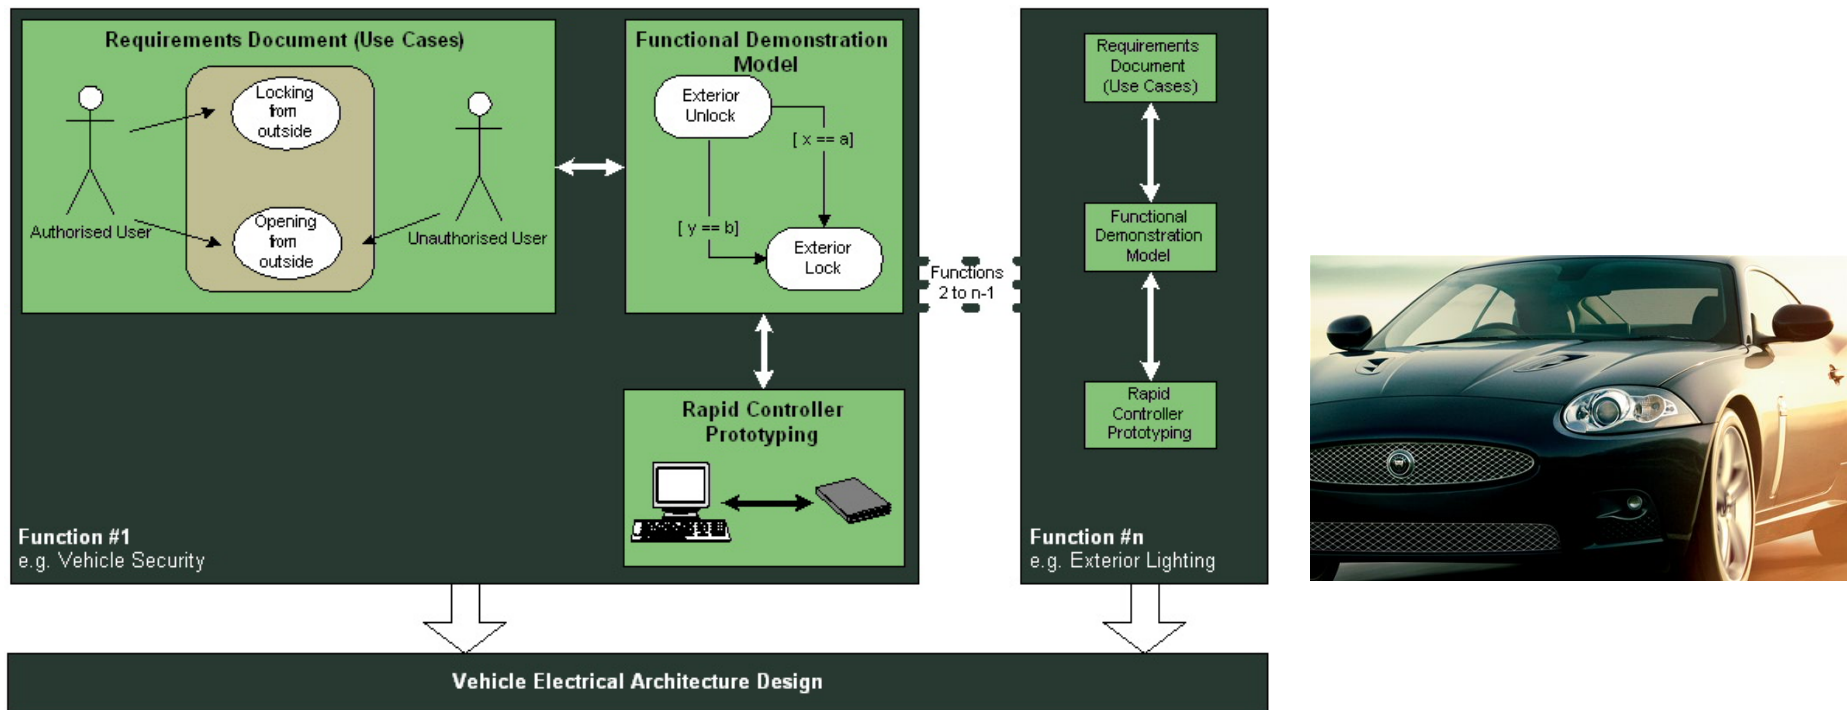 Requirements Document (Use Cases)
Locking
from
outside
Opening
from
outside
Authorised User
Unauthorised User
Functional Demonstration
Model
Exterior
Unlock
[ x == a]
[ y == b]
Exterior
Lock
Rapid Controller
Prototyping
Function #1
e.g. Vehicle Security
Functions
2 to n-1
Requirements
Document
(Use Cases)
Functional
Demonstration
Model
Rapid
Controller
Prototyping
Function #n
e.g. Exterior Lighting
Vehicle Electrical Architecture Design